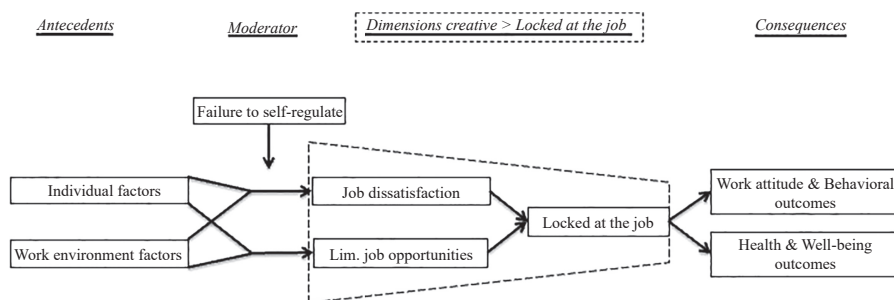 Antecedents
Moderator
Dimensions creative > Locked at the job
Consequences
Failure to self-regulate
Individual factors
Job dissatisfaction
Work attitude & Behavioral
outcomes
Locked at the job
Work environment factors
Lim. job opportunities
Health & Well-being
outcomes